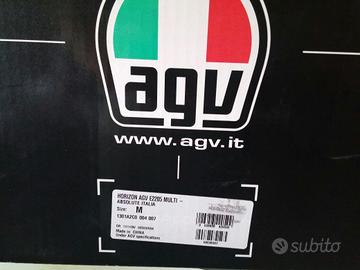 agv
www.agv.it
HORIZON AGV E2205 MULTI -
ABSOLUTE ITALIA
Size: M
1301A2C0 004 007
Made in: CHINA
Under AGV specifications
subito